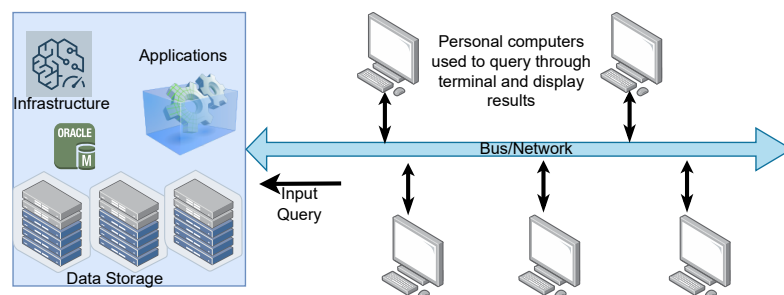 Applications
Infrastructure
ORACLE
M
Data Storage
Personal computers
used to query through
terminal and display
results
Bus/Network
Input
Query